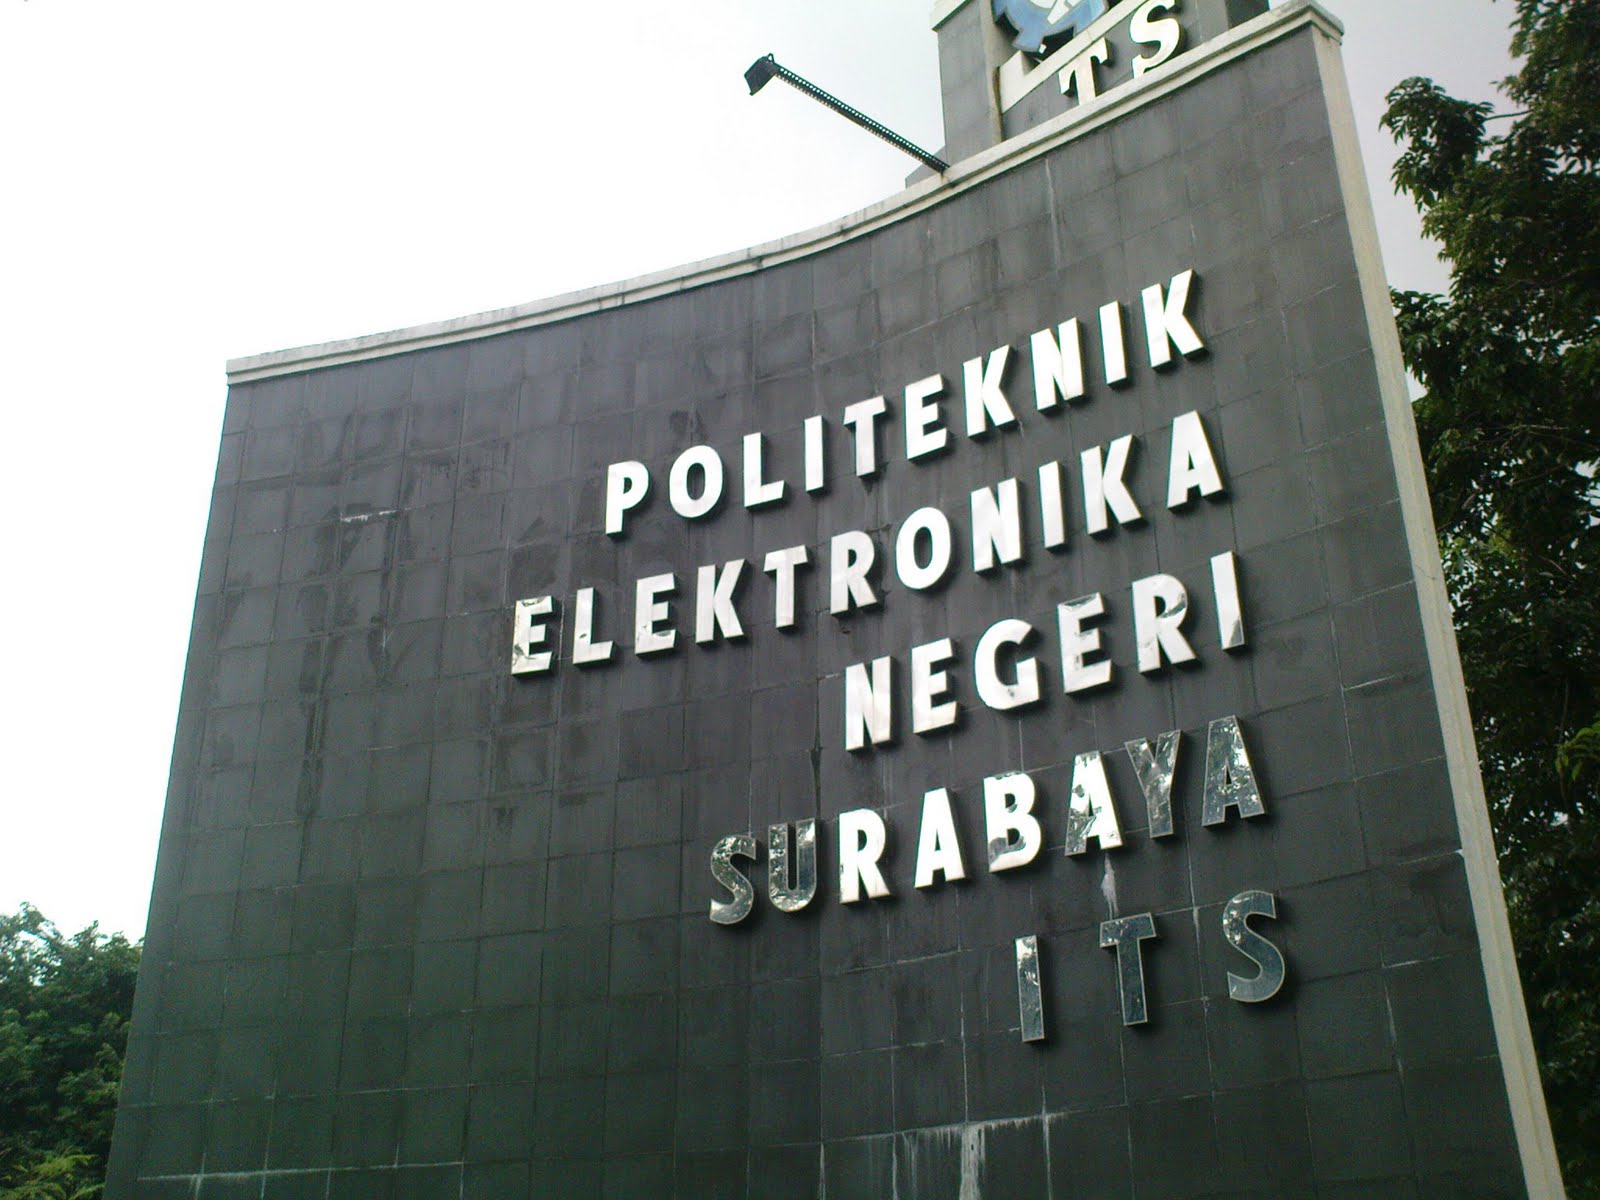 TS
POLITEKNIK
ELEKTRONIKA
NEGERI
SURABAYA
ITS